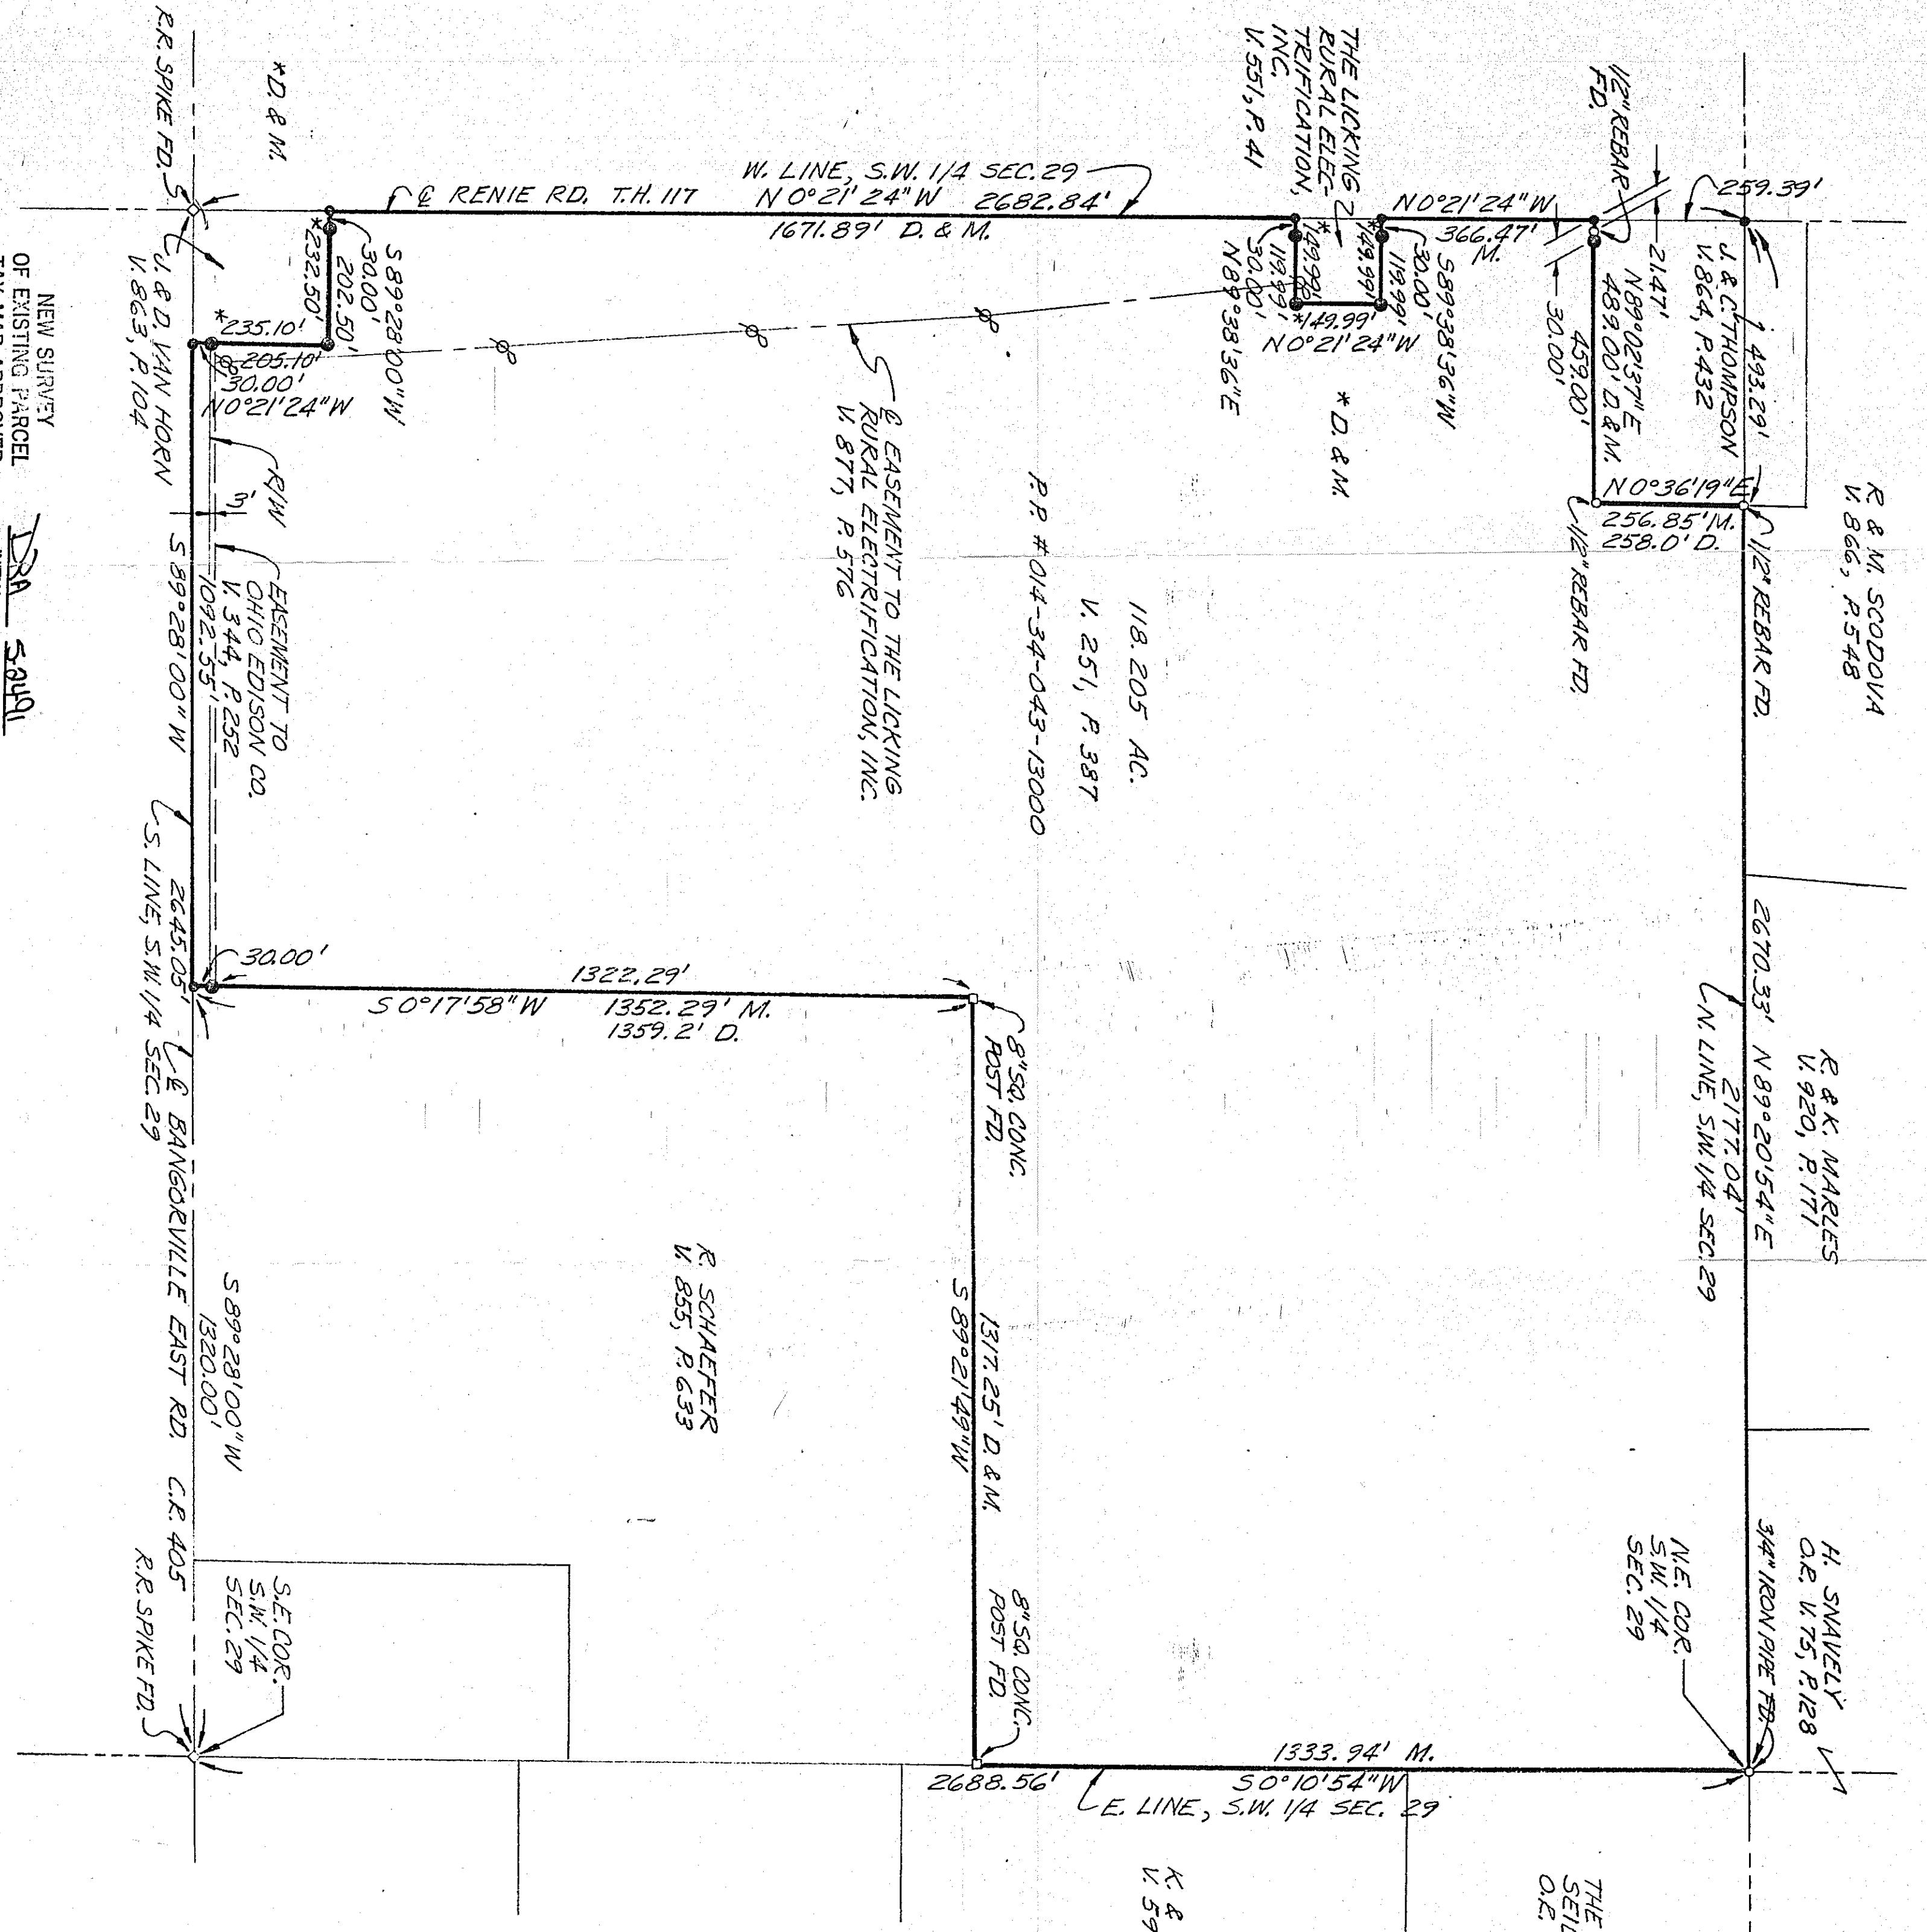 R.R. SPIKE FD.
*D. & M.
W. LINE, S.W. 1/4 SEC. 29
℄ RENIE RD. T.H. 117 N 0°21'24" W 2682.84'
1671.89' D. & M.
THE LICKING
RURAL ELEC-
TRIFICATION,
INC.
V. 551, P. 41
1/2" REBAR
FD.
259.39'
N 0°21'24" W
366.47'
M.
21.47'
N 89°02'37" E
489.00' D. & M.
459.00'
30.00'
J. & C. THOMPSON
V. 864, P. 432
493.29'
S 89°38'36" W
30.00'
119.99'
*149.99'
*149.99'
N 0°21'24" W
*149.99'
119.99'
30.00'
N 89°38'36" E
*D. & M.
N 0°36'19" E
256.85' M.
258.0' D.
1/2" REBAR FD.
1/2" REBAR FD.
R. & M. SCODOVA
V. 866, P. 548
S 89°28'00" W
30.00'
202.50'
*232.50'
*235.10'
205.10'
30.00'
N 0°21'24" W
J. & D. VAN HORN
V. 863, P. 104
R/W
3'
EASEMENT TO
OHIO EDISON CO.
V. 344, P. 252
1092.55'
S 89°28'00" W
℄ EASEMENT TO THE LICKING
RURAL ELECTRIFICATION, INC.
V. 877, P. 576
118.205 AC.
V. 251, P. 387
P.P. # 014-34-043-13000
NEW SURVEY
OF EXISTING PARCEL
DRA
2645.05'
S. LINE, S.W. 1/4 SEC. 29
30.00'
1322.29'
S 0°17'58" W 1352.29' M.
1359.2' D.
8" SQ. CONC.
POST FD.
2670.33' N 89°20'54" E
2177.04'
N. LINE, S.W. 1/4 SEC. 29
R. & K. MARLES
V. 920, P. 171
℄ BANGORVILLE EAST RD. C.R. 405
S 89°28'00" W
1320.00'
R. SCHAEFER
V. 855, P. 633
1317.25' D. & M.
S 89°21'49" W
8" SQ. CONC.
POST FD.
N.E. COR.
S.W. 1/4
SEC. 29
3/4" IRON PIPE FD.
H. SNAVELY
O.R. V. 75, P. 128
S.E. COR.
S.W. 1/4
SEC. 29
R.R. SPIKE FD.
1333.94' M.
2688.56' S 0°10'54" W
E. LINE, S.W. 1/4 SEC. 29
K. &
V. 59
THE
O.R.